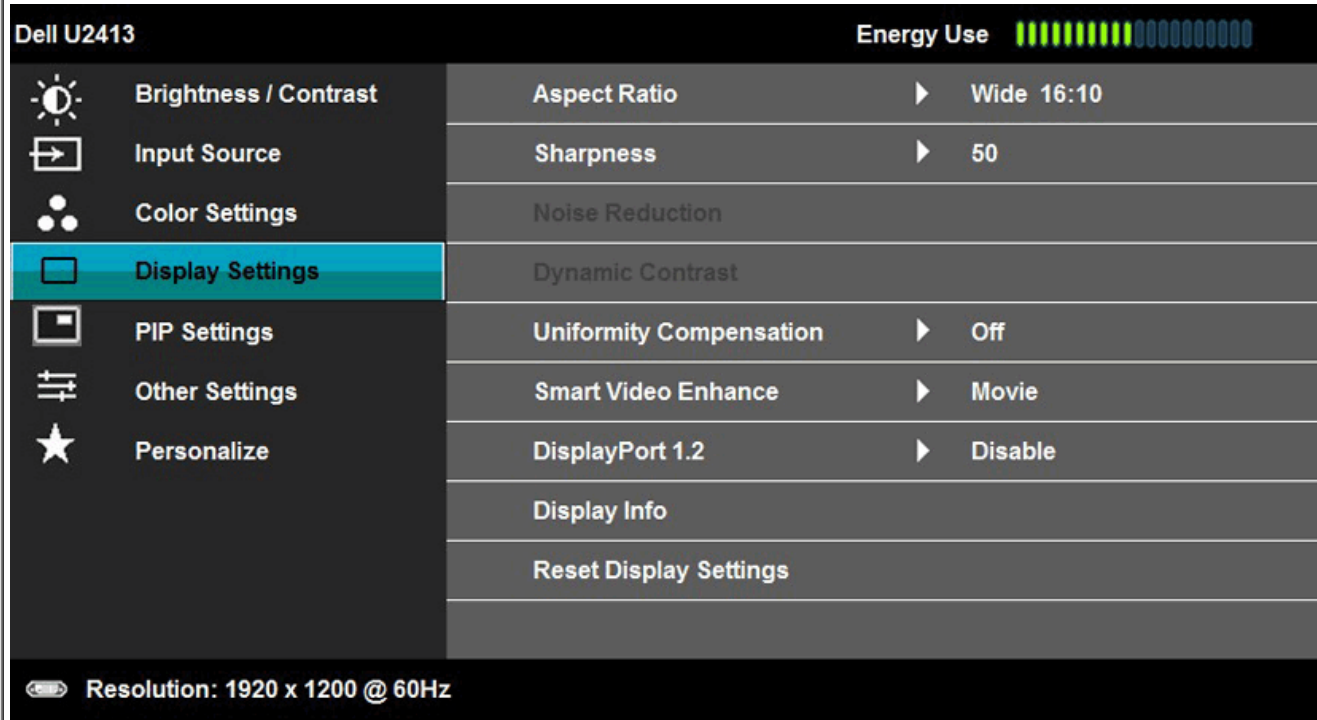 Dell U2413 Energy Use
Brightness / Contrast Aspect Ratio Wide 16:10
Input Source Sharpness 50
Color Settings Noise Reduction
Display Settings Dynamic Contrast
PIP Settings Uniformity Compensation Off
Other Settings Smart Video Enhance Movie
Personalize DisplayPort 1.2 Disable
Display Info
Reset Display Settings
Resolution: 1920 x 1200 @ 60Hz